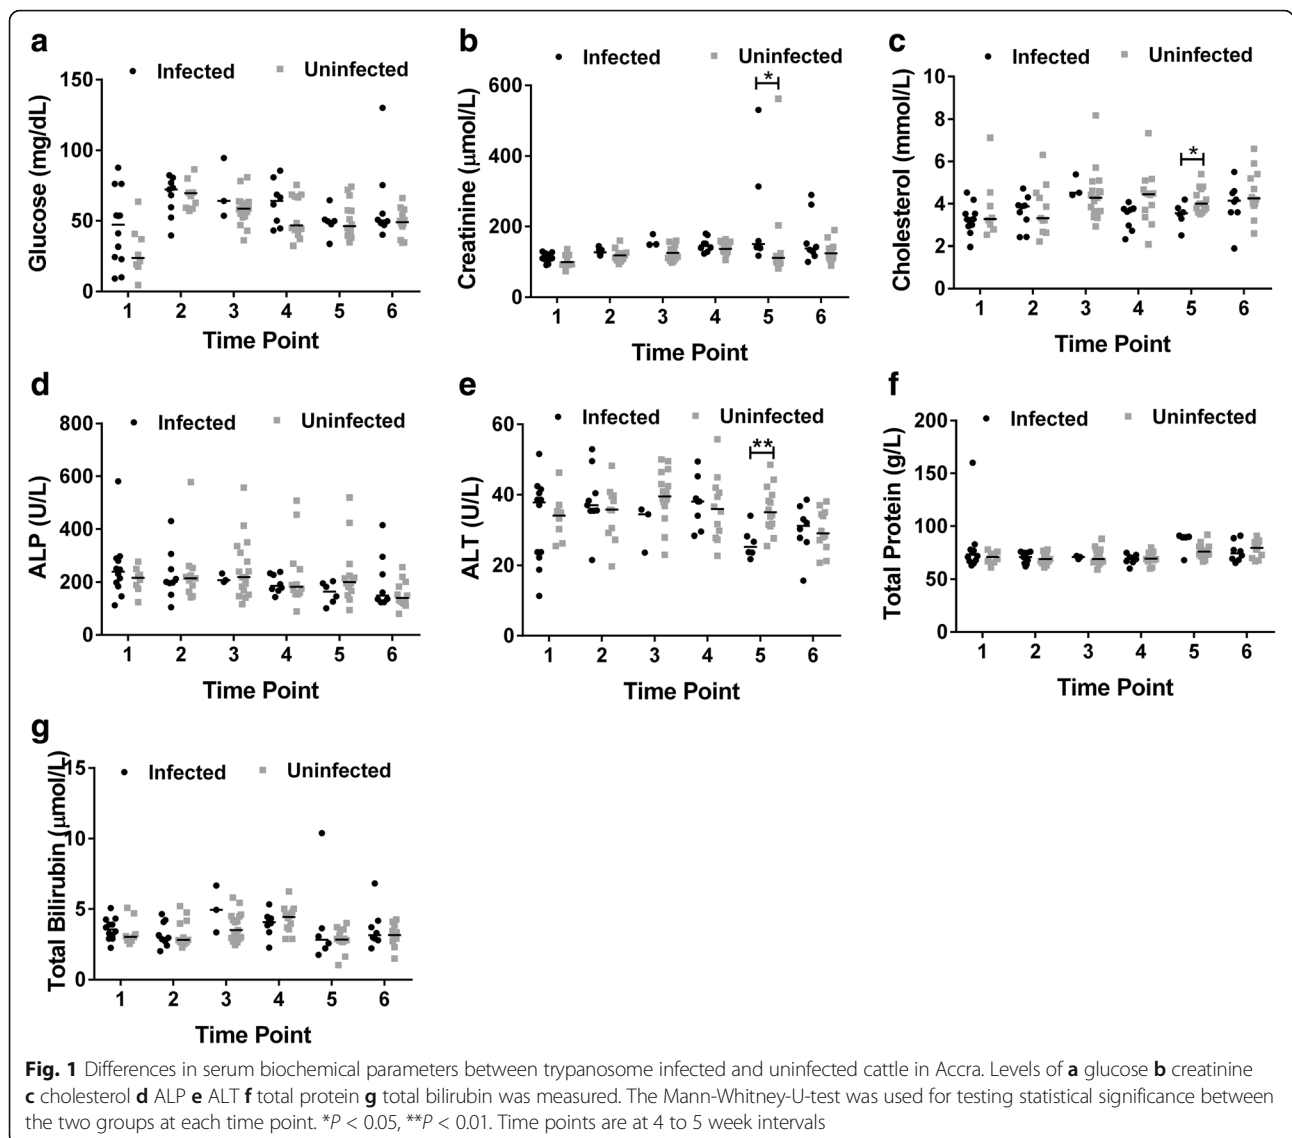 a
Infected Uninfected
150
100
50
0
Glucose (mg/dL)
1 2 3 4 5 6
Time Point
b
Infected Uninfected
600
400
200
0
Creatinine (μmol/L)
*
1 2 3 4 5 6
Time Point
c
Infected Uninfected
10
8
6
4
2
0
Cholesterol (mmol/L)
*
1 2 3 4 5 6
Time Point
d
Infected Uninfected
800
600
400
200
0
ALP (U/L)
1 2 3 4 5 6
Time Point
e
Infected Uninfected
60
40
20
0
ALT (U/L)
**
1 2 3 4 5 6
Time Point
f
Infected Uninfected
200
150
100
50
0
Total Protein (g/L)
1 2 3 4 5 6
Time Point
g
Infected Uninfected
15
10
5
0
Total Bilirubin (μmol/L)
1 2 3 4 5 6
Time Point
Fig. 1 Differences in serum biochemical parameters between trypanosome infected and uninfected cattle in Accra. Levels of a glucose b creatinine
c cholesterol d ALP e ALT f total protein g total bilirubin was measured. The Mann-Whitney-U-test was used for testing statistical significance between
the two groups at each time point. *P < 0.05, **P < 0.01. Time points are at 4 to 5 week intervals